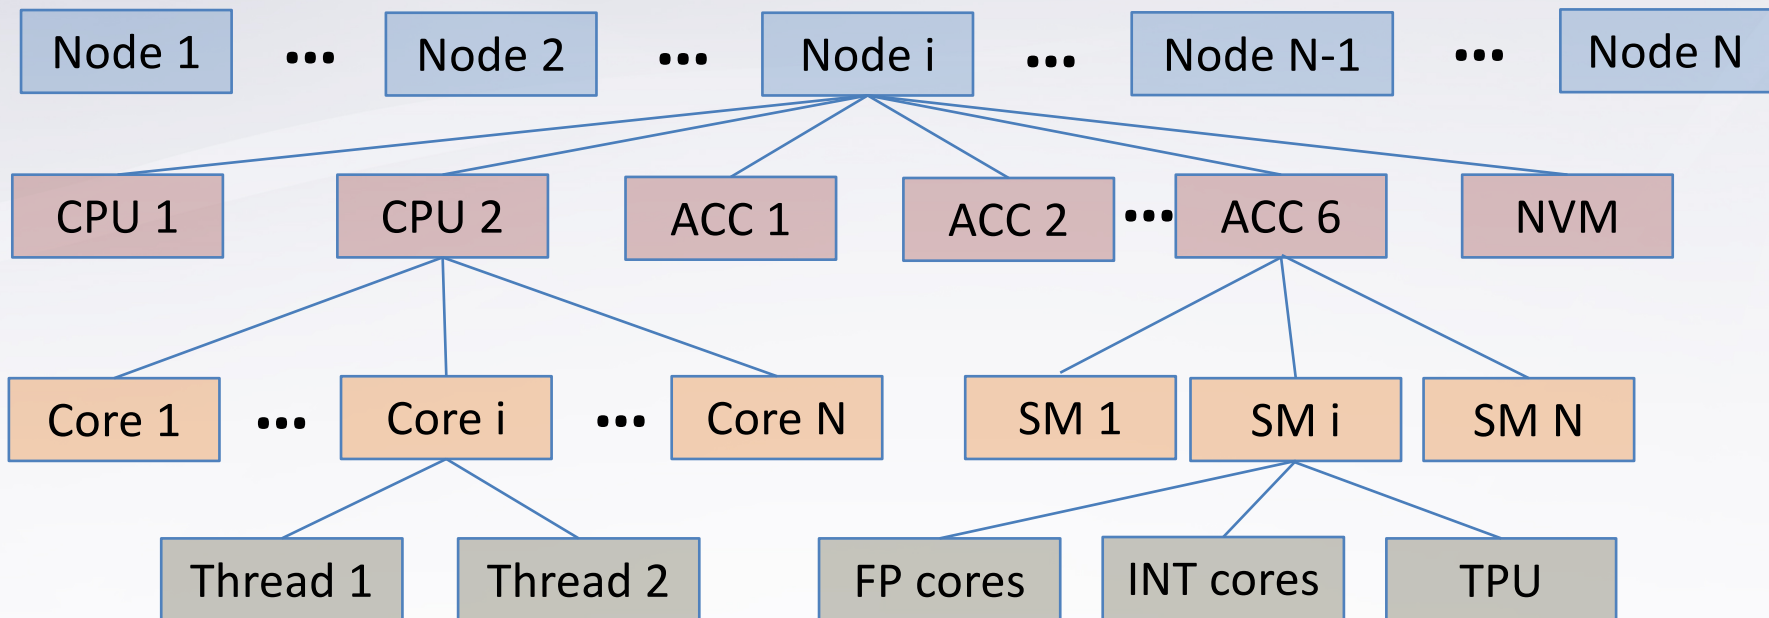 Node 1 ... Node 2 ... Node i ... Node N-1 ... Node N
CPU 1 CPU 2 ACC 1 ACC 2 ... ACC 6 NVM
Core 1 ... Core i ... Core N SM 1 SM i SM N
Thread 1 Thread 2 FP cores INT cores TPU